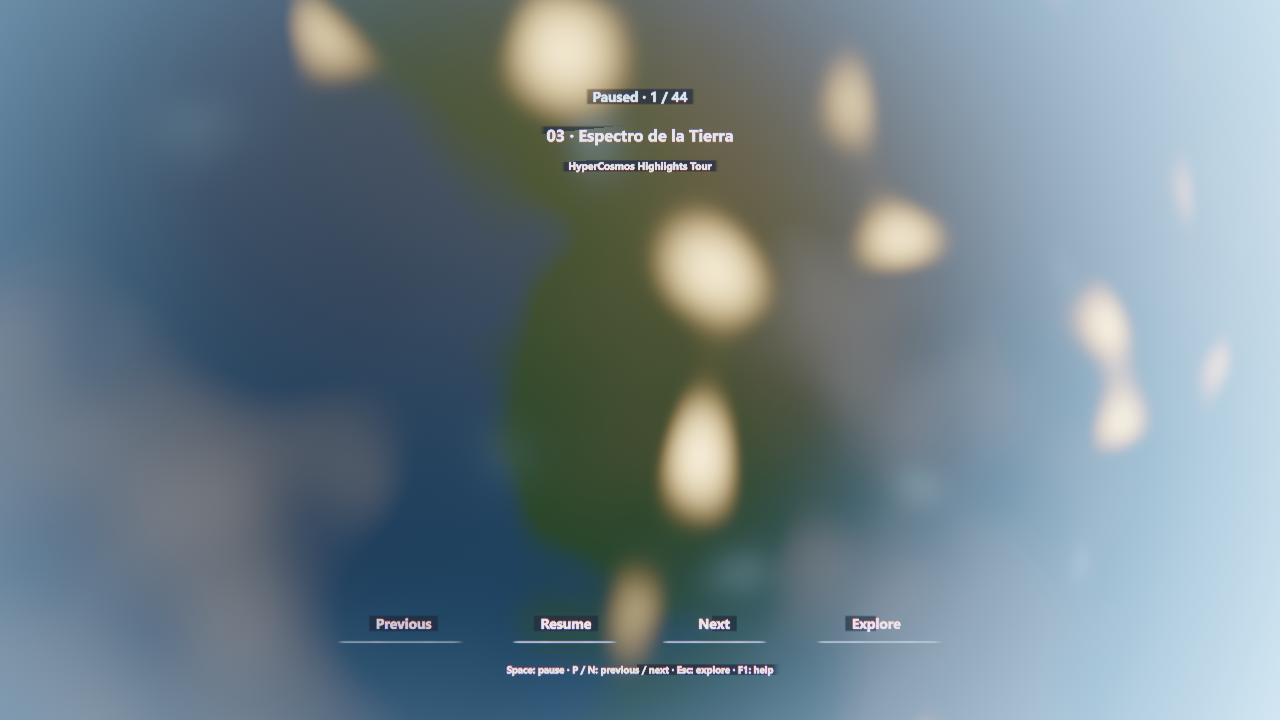 Paused · 1 / 44
03 · Espectro de la Tierra
HyperCosmos Highlights Tour
Previous
Resume
Next
Explore
Space: pause · P / N: previous / next · Esc: explore · F1: help